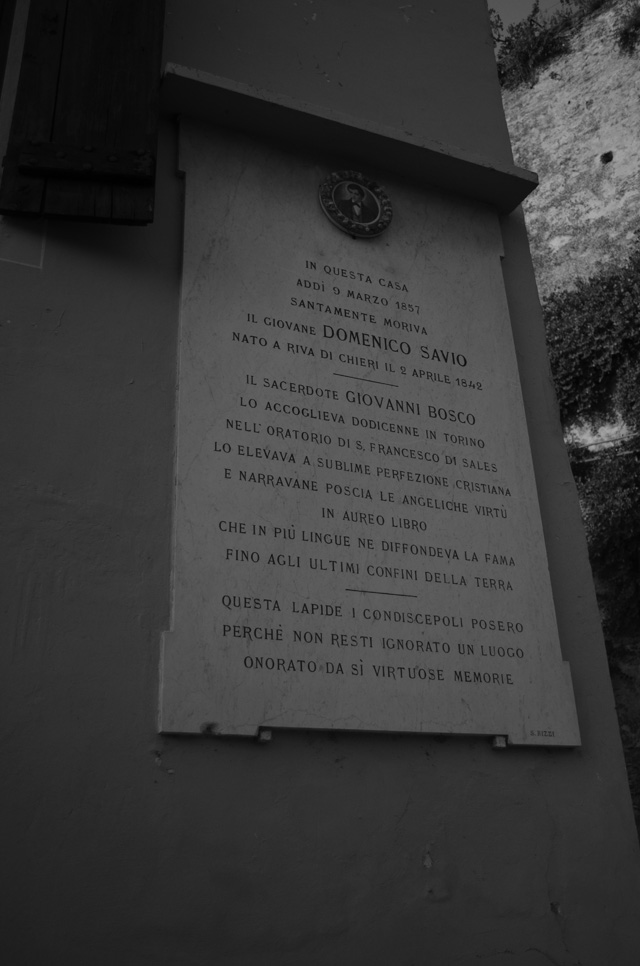 IN QUESTA CASA
ADDÌ 9 MARZO 1857
SANTAMENTE MORIVA
IL GIOVANE DOMENICO SAVIO
NATO A RIVA DI CHIERI IL 2 APRILE 1842
IL SACERDOTE GIOVANNI BOSCO
LO ACCOGLIEVA DODICENNE IN TORINO
NELL' ORATORIO DI S. FRANCESCO DI SALES
LO ELEVAVA A SUBLIME PERFEZIONE CRISTIANA
E NARRAVANE POSCIA LE ANGELICHE VIRTÙ
IN AUREO LIBRO
CHE IN PIÙ LINGUE NE DIFFONDEVA LA FAMA
FINO AGLI ULTIMI CONFINI DELLA TERRA
QUESTA LAPIDE I CONDISCEPOLI POSERO
PERCHÈ NON RESTI IGNORATO UN LUOGO
ONORATO DA SÌ VIRTUOSE MEMORIE